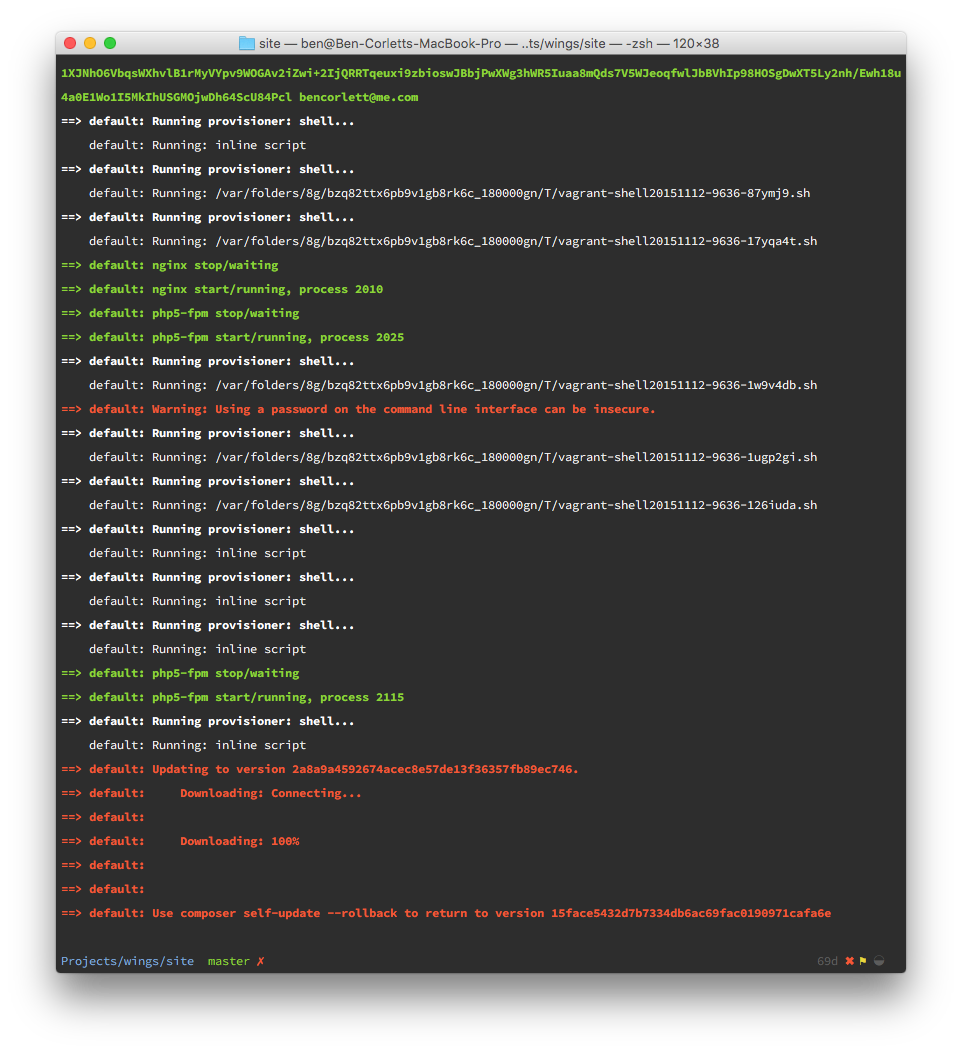 site — ben@Ben-Corletts-MacBook-Pro — ..ts/wings/site — -zsh — 120×38
1XJNhO6VbqsWXhvlB1rMyVYpv9WOGAv2iZwi+2IjQRRTqeuxi9zbioswJBbjPwXWg3hWR5Iuaa8mQds7V5WJeoqfwlJbBVhIp98HOSgDwXT5Ly2nh/Ewh18u
4a0E1Wo1I5MkIhUSGMOjwDh64ScU84Pcl bencorlett@me.com
==> default: Running provisioner: shell...
    default: Running: inline script
==> default: Running provisioner: shell...
    default: Running: /var/folders/8g/bzq82ttx6pb9v1gb8rk6c_180000gn/T/vagrant-shell20151112-9636-87ymj9.sh
==> default: Running provisioner: shell...
    default: Running: /var/folders/8g/bzq82ttx6pb9v1gb8rk6c_180000gn/T/vagrant-shell20151112-9636-17yqa4t.sh
==> default: nginx stop/waiting
==> default: nginx start/running, process 2010
==> default: php5-fpm stop/waiting
==> default: php5-fpm start/running, process 2025
==> default: Running provisioner: shell...
    default: Running: /var/folders/8g/bzq82ttx6pb9v1gb8rk6c_180000gn/T/vagrant-shell20151112-9636-1w9v4db.sh
==> default: Warning: Using a password on the command line interface can be insecure.
==> default: Running provisioner: shell...
    default: Running: /var/folders/8g/bzq82ttx6pb9v1gb8rk6c_180000gn/T/vagrant-shell20151112-9636-1ugp2gi.sh
==> default: Running provisioner: shell...
    default: Running: /var/folders/8g/bzq82ttx6pb9v1gb8rk6c_180000gn/T/vagrant-shell20151112-9636-126iuda.sh
==> default: Running provisioner: shell...
    default: Running: inline script
==> default: Running provisioner: shell...
    default: Running: inline script
==> default: Running provisioner: shell...
    default: Running: inline script
==> default: php5-fpm stop/waiting
==> default: php5-fpm start/running, process 2115
==> default: Running provisioner: shell...
    default: Running: inline script
==> default: Updating to version 2a8a9a4592674acec8e57de13f36357fb89ec746.
==> default:     Downloading: Connecting...
==> default:
==> default:     Downloading: 100%
==> default:
==> default:
==> default: Use composer self-update --rollback to return to version 15face5432d7b7334db6ac69fac0190971cafa6e
Projects/wings/site  master ✗ 69d ✖ ⚑ ◒